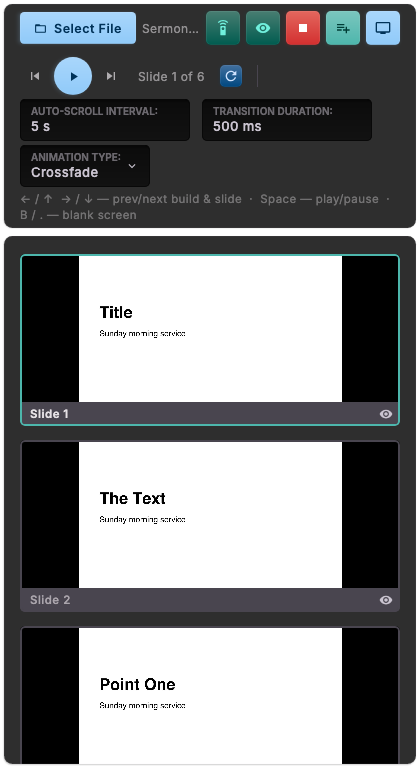 Select File
Sermon...
Slide 1 of 6
AUTO-SCROLL INTERVAL:
5 s
TRANSITION DURATION:
500 ms
ANIMATION TYPE:
Crossfade
← / ↑ → / ↓ — prev/next build & slide · Space — play/pause ·
B / . — blank screen
Title
Sunday morning service
Slide 1
The Text
Sunday morning service
Slide 2
Point One
Sunday morning service